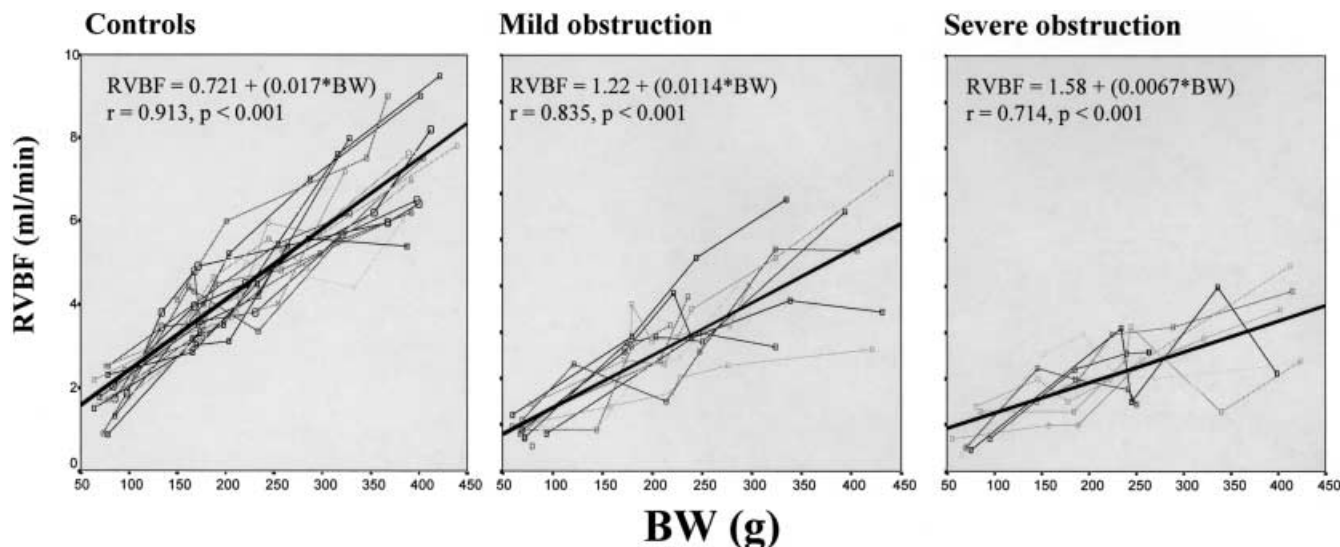 Controls
RVBF = 0.721 + (0.017*BW)
r = 0.913, p < 0.001
Mild obstruction
RVBF = 1.22 + (0.0114*BW)
r = 0.835, p < 0.001
Severe obstruction
RVBF = 1.58 + (0.0067*BW)
r = 0.714, p < 0.001
RVBF (ml/min)
10
8
6
4
2
0
50 100 150 200 250 300 350 400 450
50 100 150 200 250 300 350 400 450
50 100 150 200 250 300 350 400 450
BW (g)